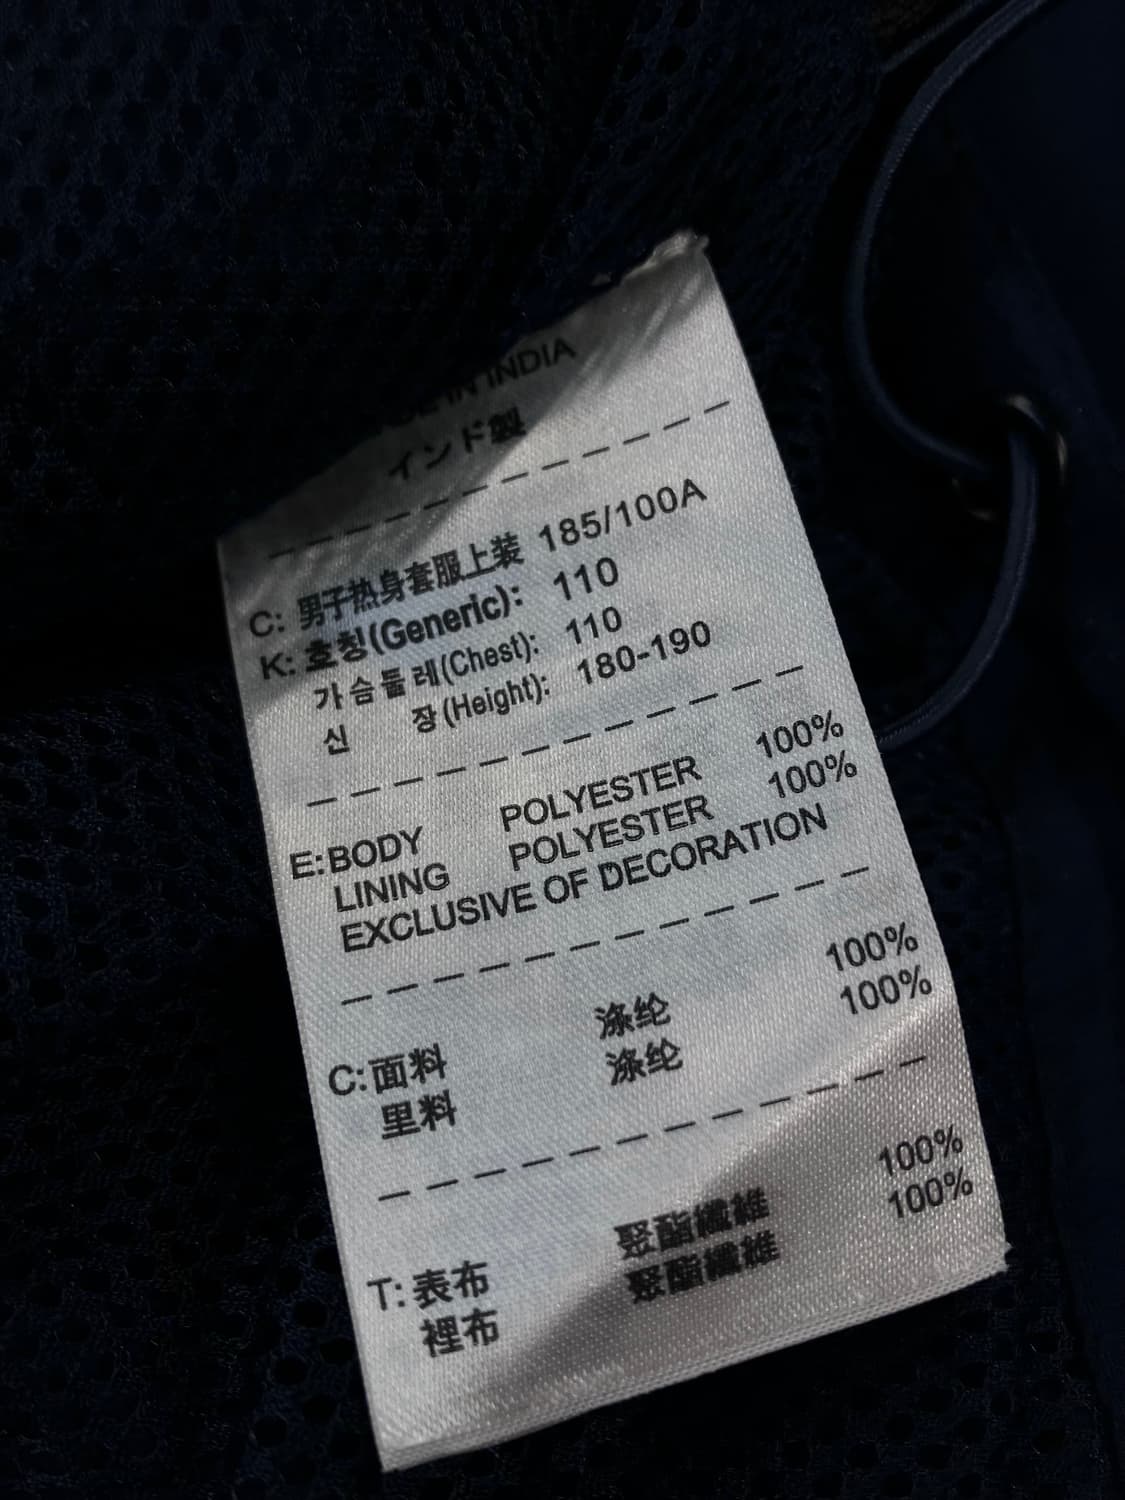 IN INDIA
インド製
C: 男子热身套服上装 185/100A
K: 호칭(Generic): 110
가슴둘레(Chest): 110
신 장(Height): 180-190
E:BODY POLYESTER 100%
LINING POLYESTER 100%
EXCLUSIVE OF DECORATION
C:面料 涤纶 100%
里料 涤纶 100%
T:表布 聚酯纖維 100%
裡布 聚酯纖維 100%